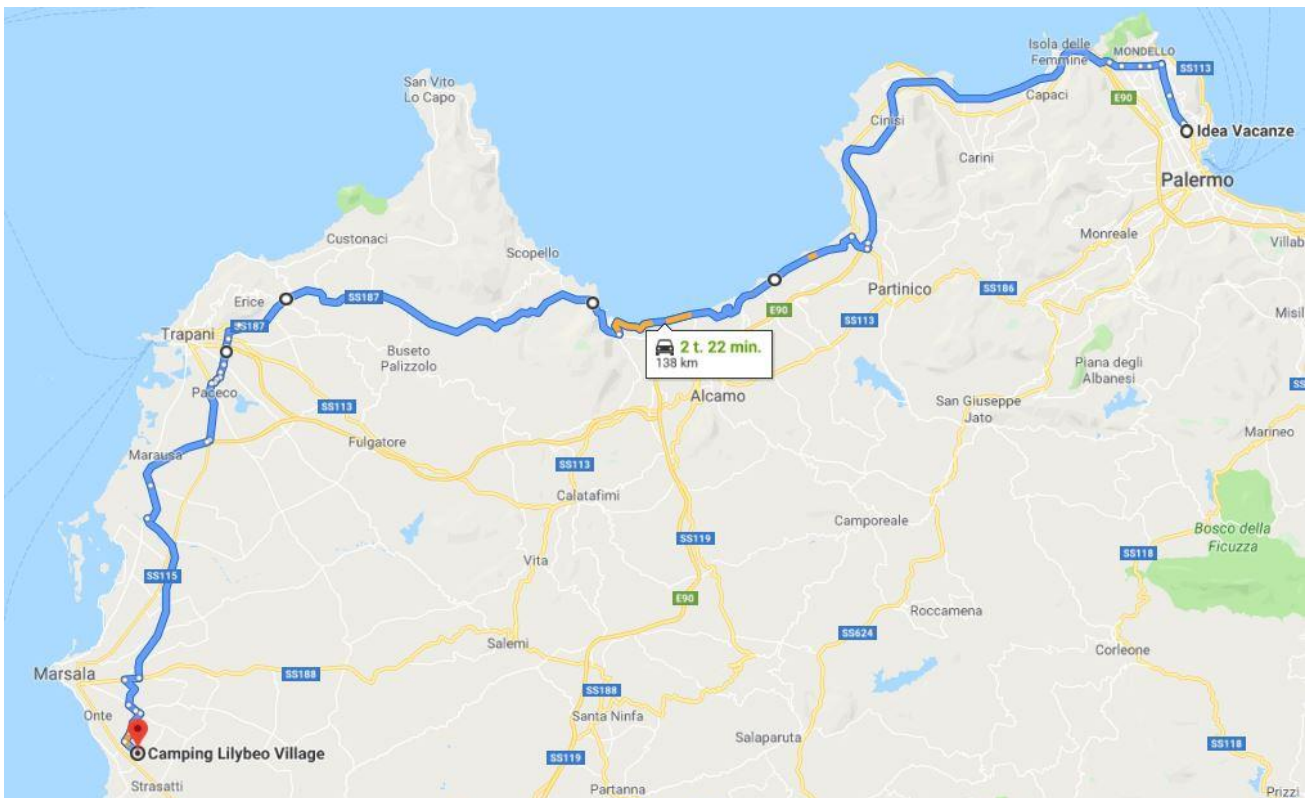 Isola delle
Femmine
MONDELLO
SS113
San Vito
Lo Capo
Capaci
E90
Cinisi
Idea Vacanze
Carini
Palermo
Custonaci
Scopello
Monreale
Villab
Erice
SS187
SS187
Partinico
SS186
E90
SS113
Misil
Trapani
2 t. 22 min.
138 km
Buseto
Palizzolo
Piana degli
Albanesi
Paceco
SS113
Alcamo
San Giuseppe
Jato
Marineo
Fulgatore
Marausa
SS113
Calatafimi
Camporeale
Bosco della
Ficuzza
SS119
SS118
Vita
SS115
E90
Roccamena
SS624
Salemi
Corleone
Marsala
SS188
SS188
Onte
Santa Ninfa
Salaparuta
SS118
Camping Lilybeo Village
SS119
Strasatti
Partanna
Prizzi